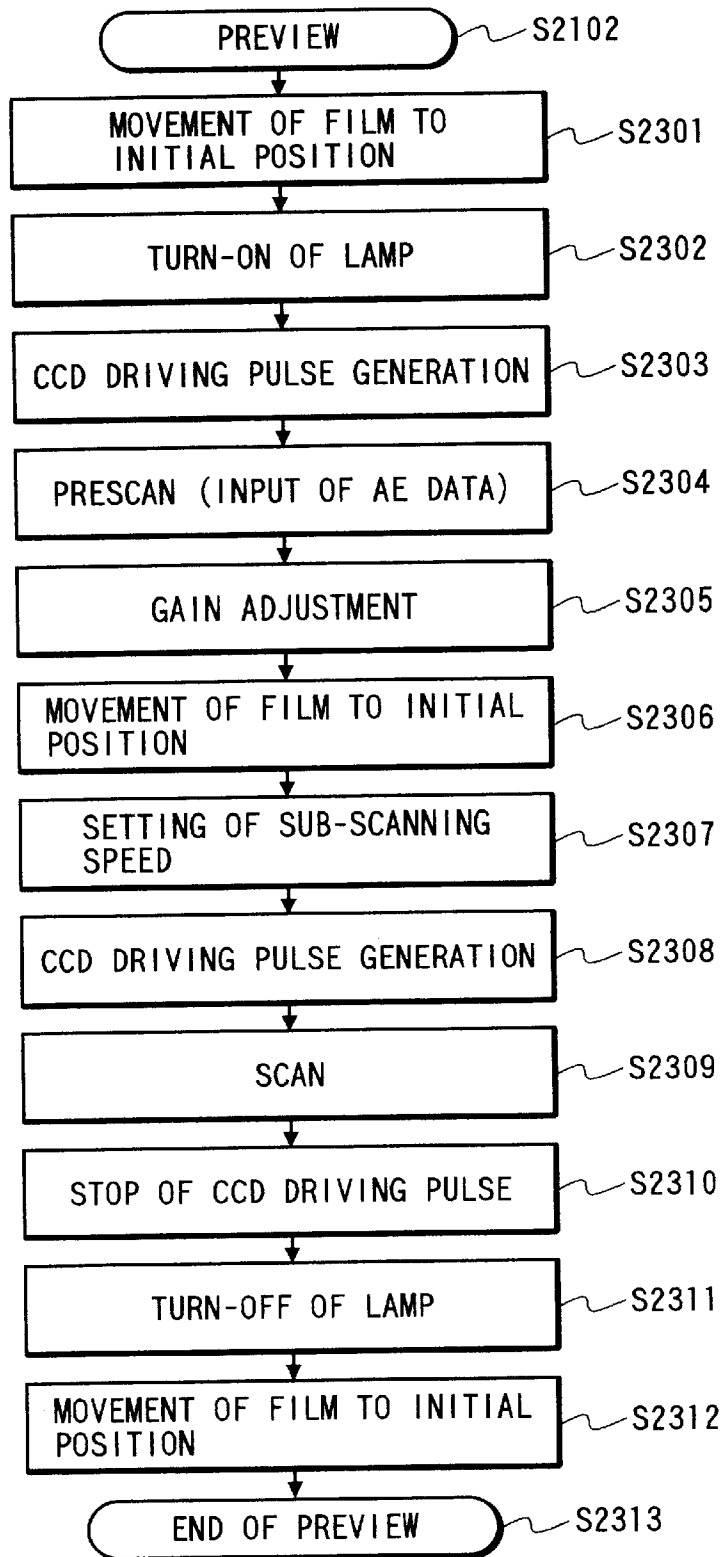 PREVIEW
S2102
MOVEMENT OF FILM TO
INITIAL POSITION
S2301
TURN-ON OF LAMP
S2302
CCD DRIVING PULSE GENERATION
S2303
PRESCAN (INPUT OF AE DATA)
S2304
GAIN ADJUSTMENT
S2305
MOVEMENT OF FILM TO INITIAL
POSITION
S2306
SETTING OF SUB-SCANNING
SPEED
S2307
CCD DRIVING PULSE GENERATION
S2308
SCAN
S2309
STOP OF CCD DRIVING PULSE
S2310
TURN-OFF OF LAMP
S2311
MOVEMENT OF FILM TO INITIAL
POSITION
S2312
END OF PREVIEW
S2313